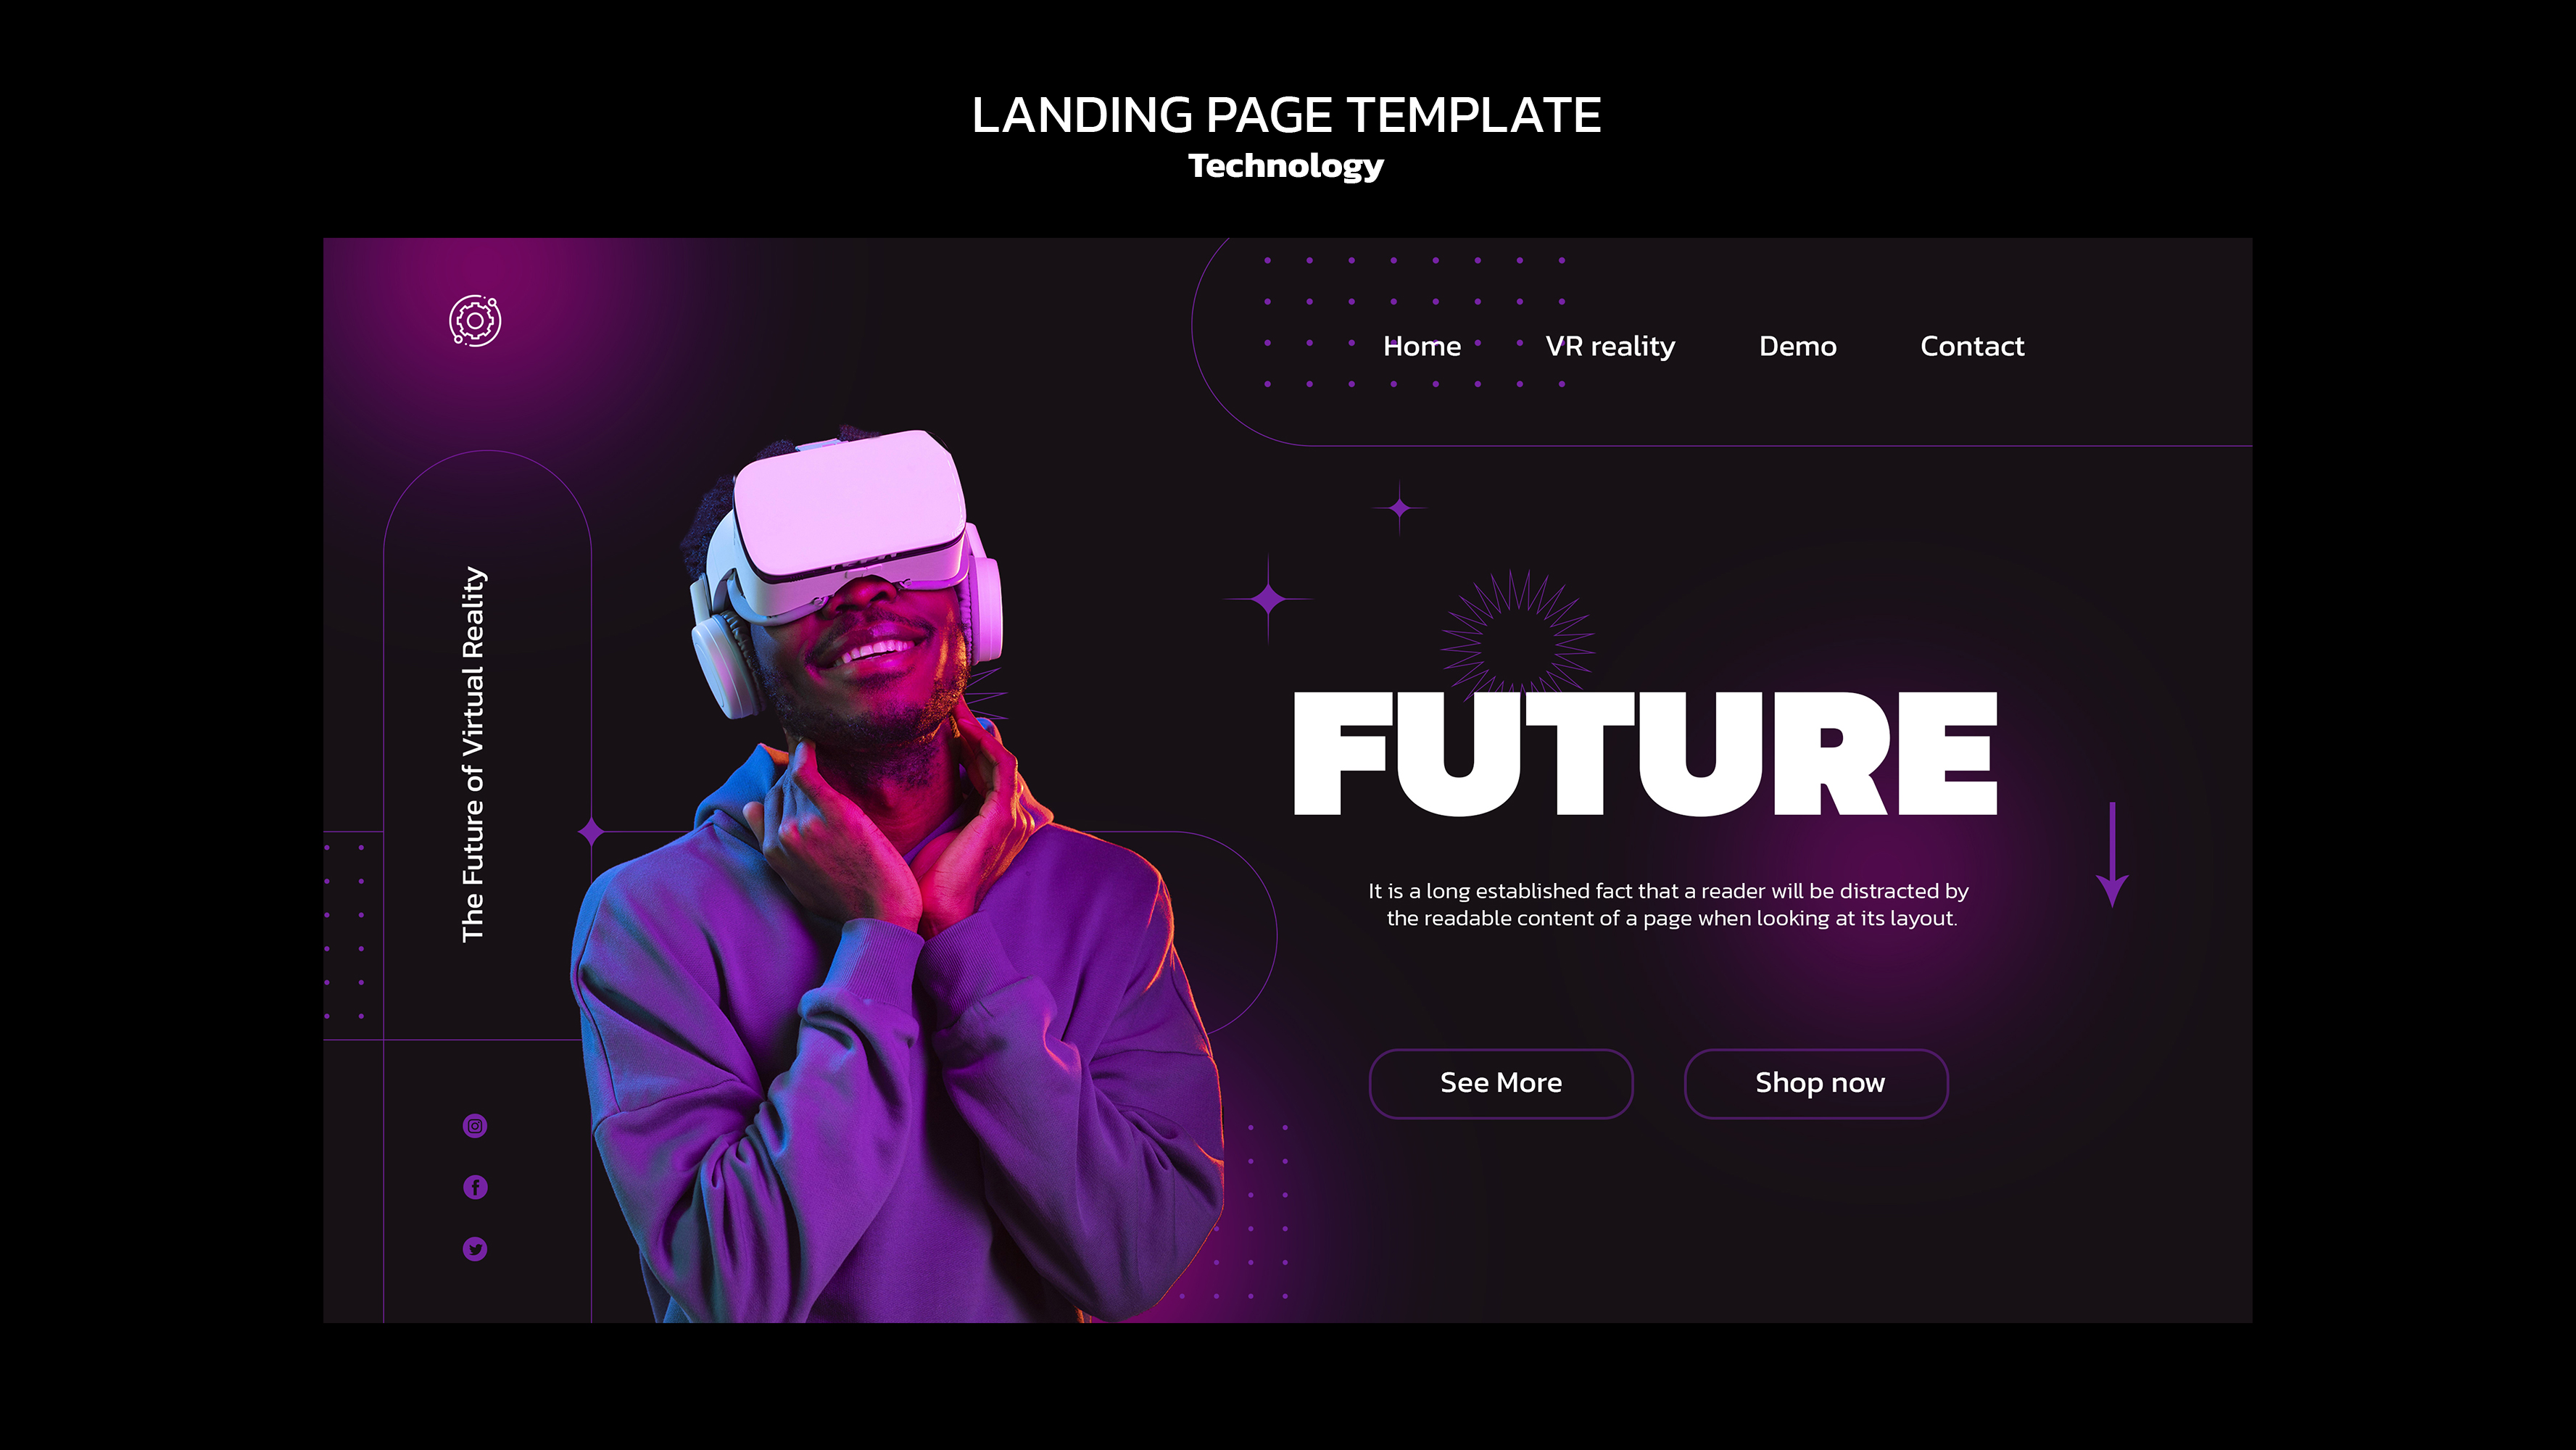 LANDING PAGE TEMPLATE
Technology
Home
VR reality
Demo
Contact
The Future of Virtual Reality
FUTURE
It is a long established fact that a reader will be distracted by
the readable content of a page when looking at its layout.
See More
Shop now